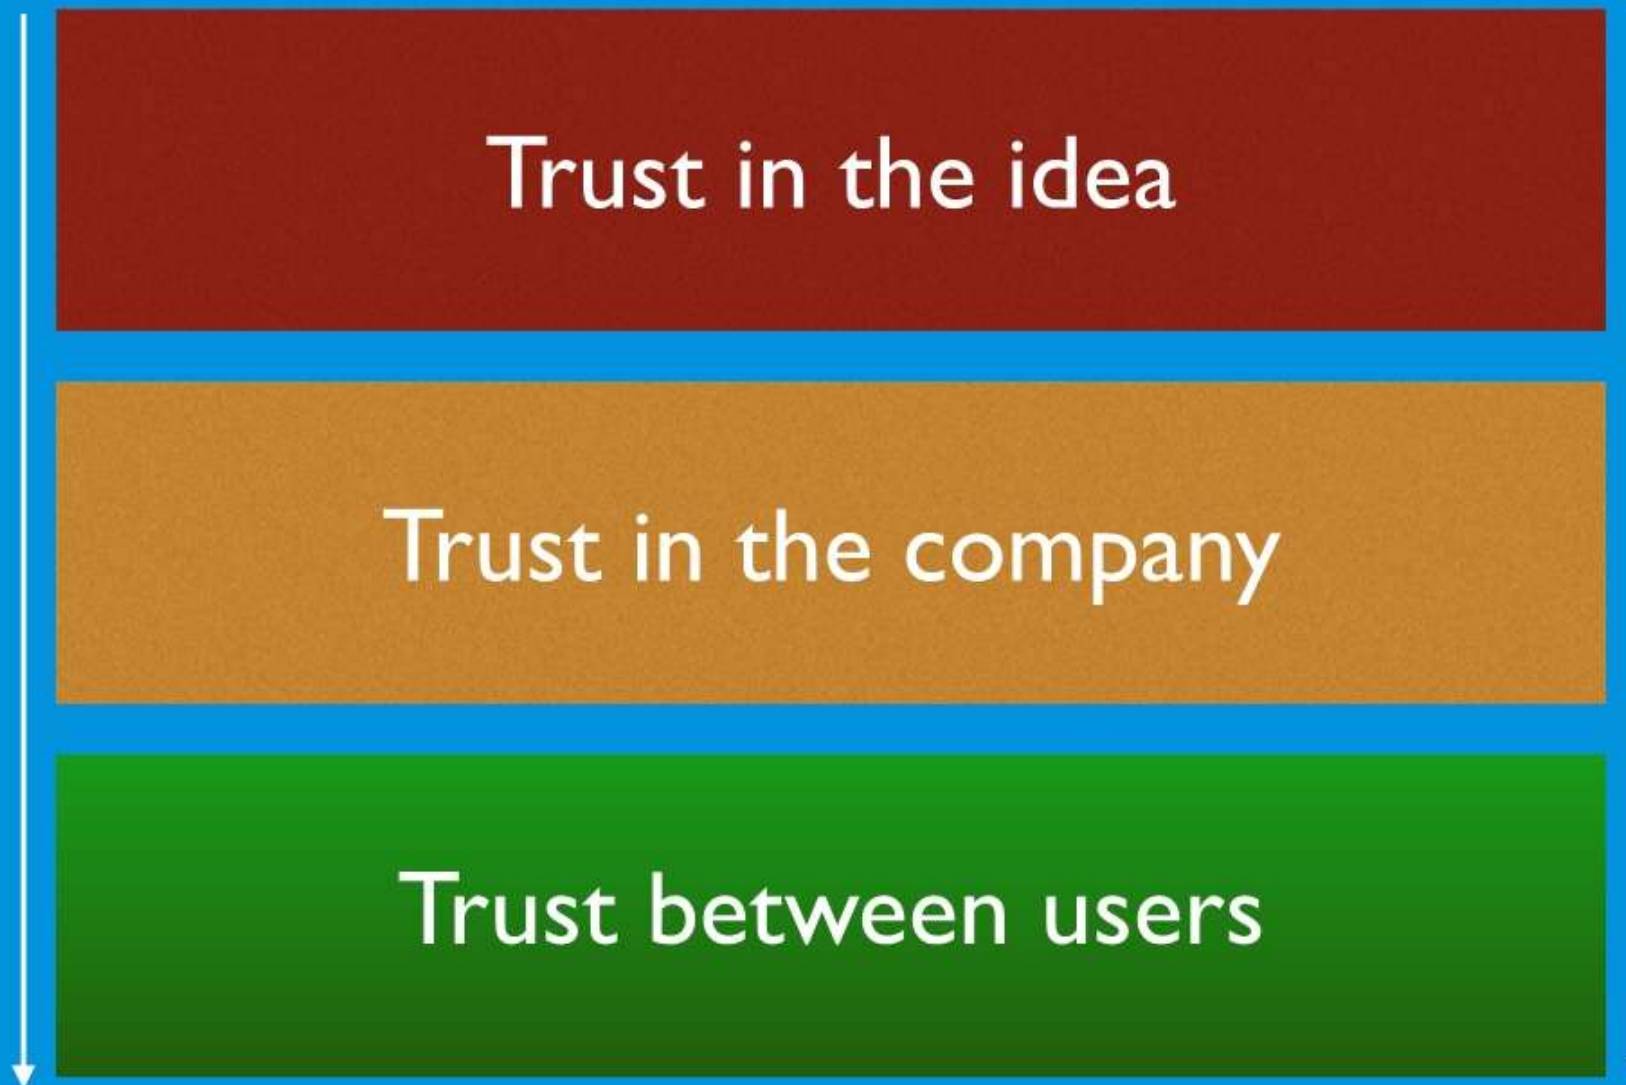 Trust in the idea
Trust in the company
Trust between users